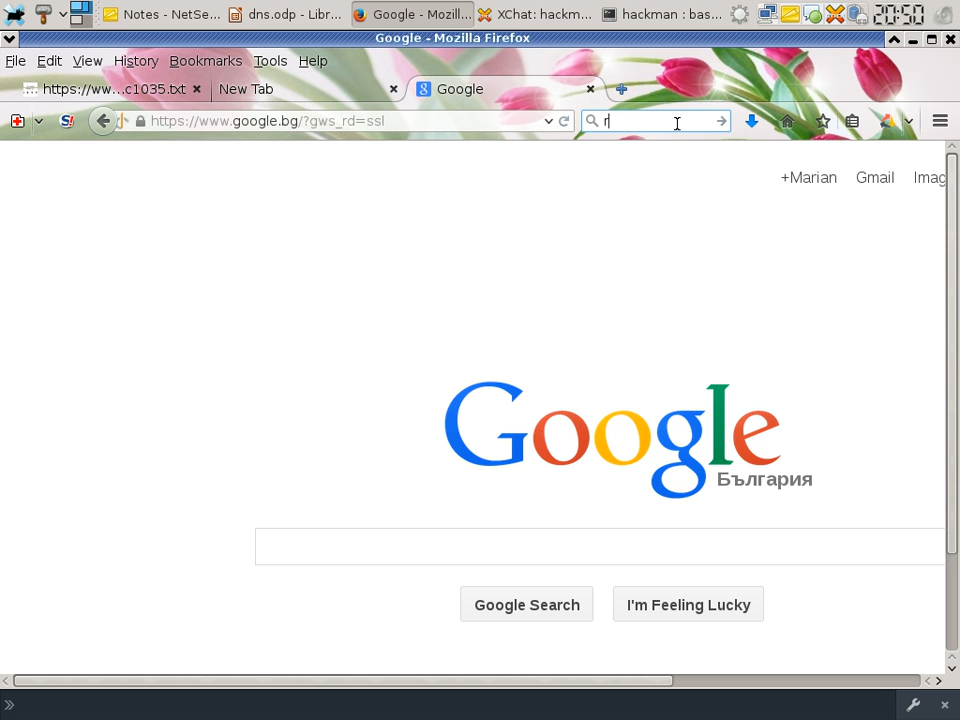 Notes - NetSe... dns.odp - Libr... Google - Mozill... XChat: hackm... hackman : bas... 20:50
Google - Mozilla Firefox
File Edit View History Bookmarks Tools Help
https://ww...c1035.txt New Tab Google
https://www.google.bg/?gws_rd=ssl r
+Marian Gmail Imag
Google
България
Google Search I'm Feeling Lucky